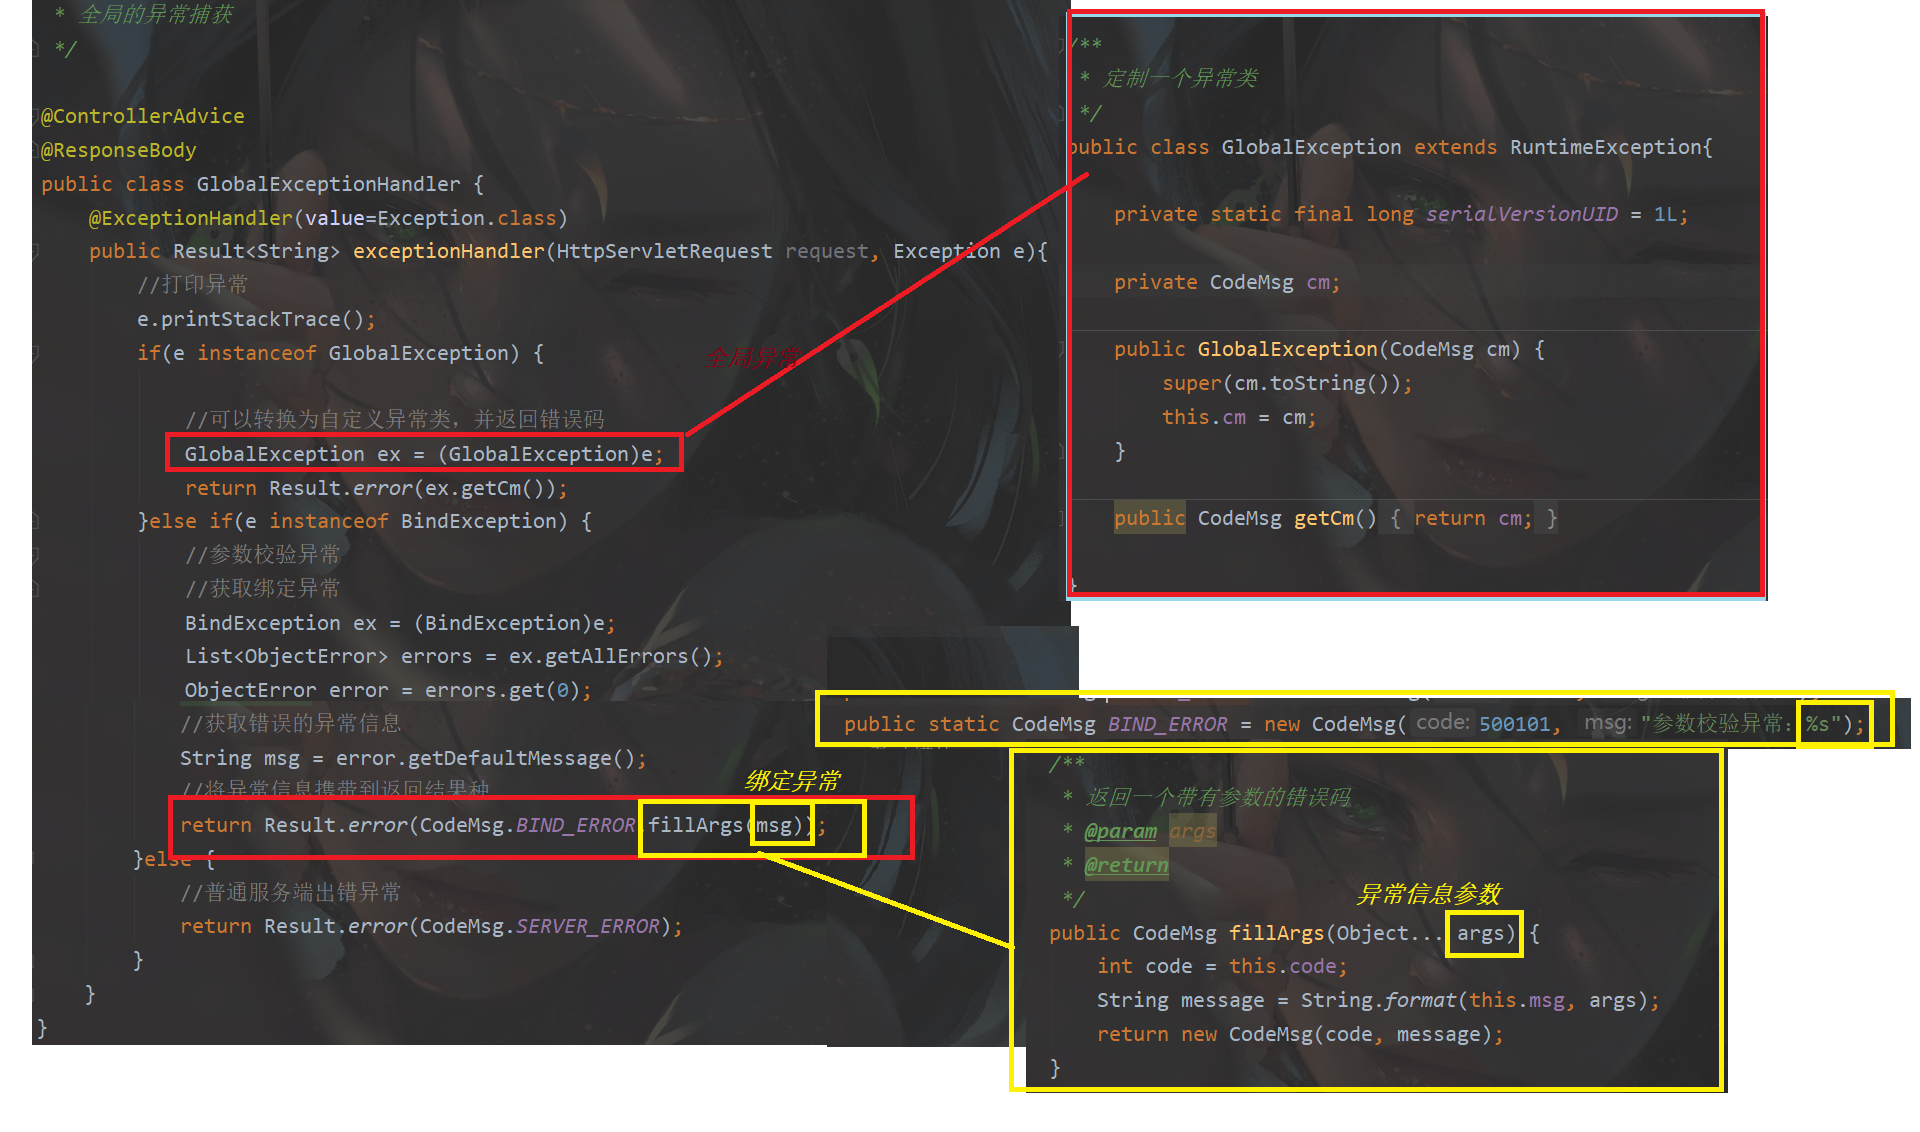 * 全局的异常捕获
*/
@ControllerAdvice
@ResponseBody
public class GlobalExceptionHandler {
@ExceptionHandler(value=Exception.class)
public Result<String> exceptionHandler(HttpServletRequest request, Exception e){
//打印异常
e.printStackTrace();
if(e instanceof GlobalException) {
全局异常
//可以转换为自定义异常类，并返回错误码
GlobalException ex = (GlobalException)e;
return Result.error(ex.getCm());
}else if(e instanceof BindException) {
//参数校验异常
//获取绑定异常
BindException ex = (BindException)e;
List<ObjectError> errors = ex.getAllErrors();
ObjectError error = errors.get(0);
//获取错误的异常信息
String msg = error.getDefaultMessage();
//将异常信息携带到返回结果种
绑定异常
return Result.error(CodeMsg.BIND_ERROR.fillArgs(msg));
}else {
//普通服务端出错异常
return Result.error(CodeMsg.SERVER_ERROR);
}
}
}
/**
* 定制一个异常类
*/
public class GlobalException extends RuntimeException{
private static final long serialVersionUID = 1L;
private CodeMsg cm;
public GlobalException(CodeMsg cm) {
super(cm.toString());
this.cm = cm;
}
public CodeMsg getCm() { return cm; }
}
public static CodeMsg BIND_ERROR = new CodeMsg( code: 500101, msg: "参数校验异常：%s");
/**
* 返回一个带有参数的错误码
* @param args
* @return
*/
异常信息参数
public CodeMsg fillArgs(Object... args) {
int code = this.code;
String message = String.format(this.msg, args);
return new CodeMsg(code, message);
}